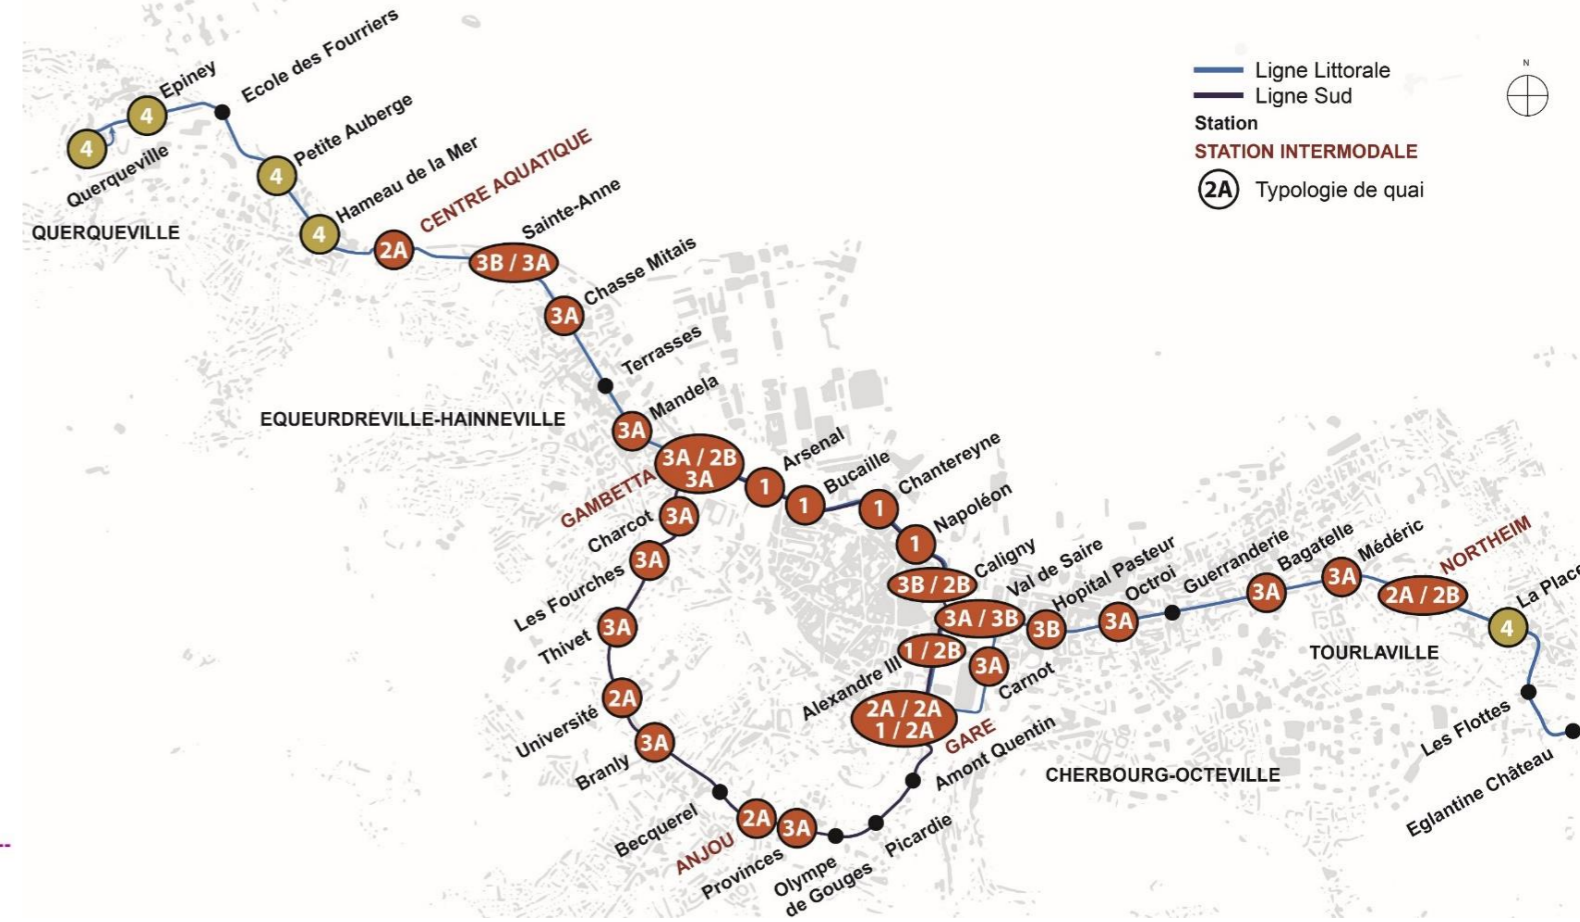 Ligne Littorale
Ligne Sud
Station
STATION INTERMODALE
2A
Typologie de quai
N
Epiney
4
Ecole des Fourriers
4
Querqueville
QUERQUEVILLE
Petite Auberge
4
Hameau de la Mer
4
CENTRE AQUATIQUE
2A
Sainte-Anne
3B / 3A
Chasse Mitais
3A
Terrasses
EQUEURDREVILLE-HAINNEVILLE
Mandela
3A
3A / 2B
3A
GAMBETTA
Arsenal
1
Bucaille
1
Chantereyne
1
Napoléon
1
Caligny
3B / 2B
Val de Saire
3A / 3B
Hopital Pasteur
3B
Octroi
3A
Guerranderie
Bagatelle
3A
Médéric
3A
NORTHEIM
2A / 2B
La Place
4
TOURLAVILLE
Les Flottes
Eglantine Château
1 / 2B
Alexandre III
3A
Carnot
2A / 2A
1 / 2A
GARE
CHERBOURG-OCTEVILLE
Charcot
3A
Les Fourches
3A
Thivet
3A
Université
2A
Branly
3A
Becquerel
2A
ANJOU
3A
Provinces
Olympe
de Gouges
Picardie
Amont Quentin